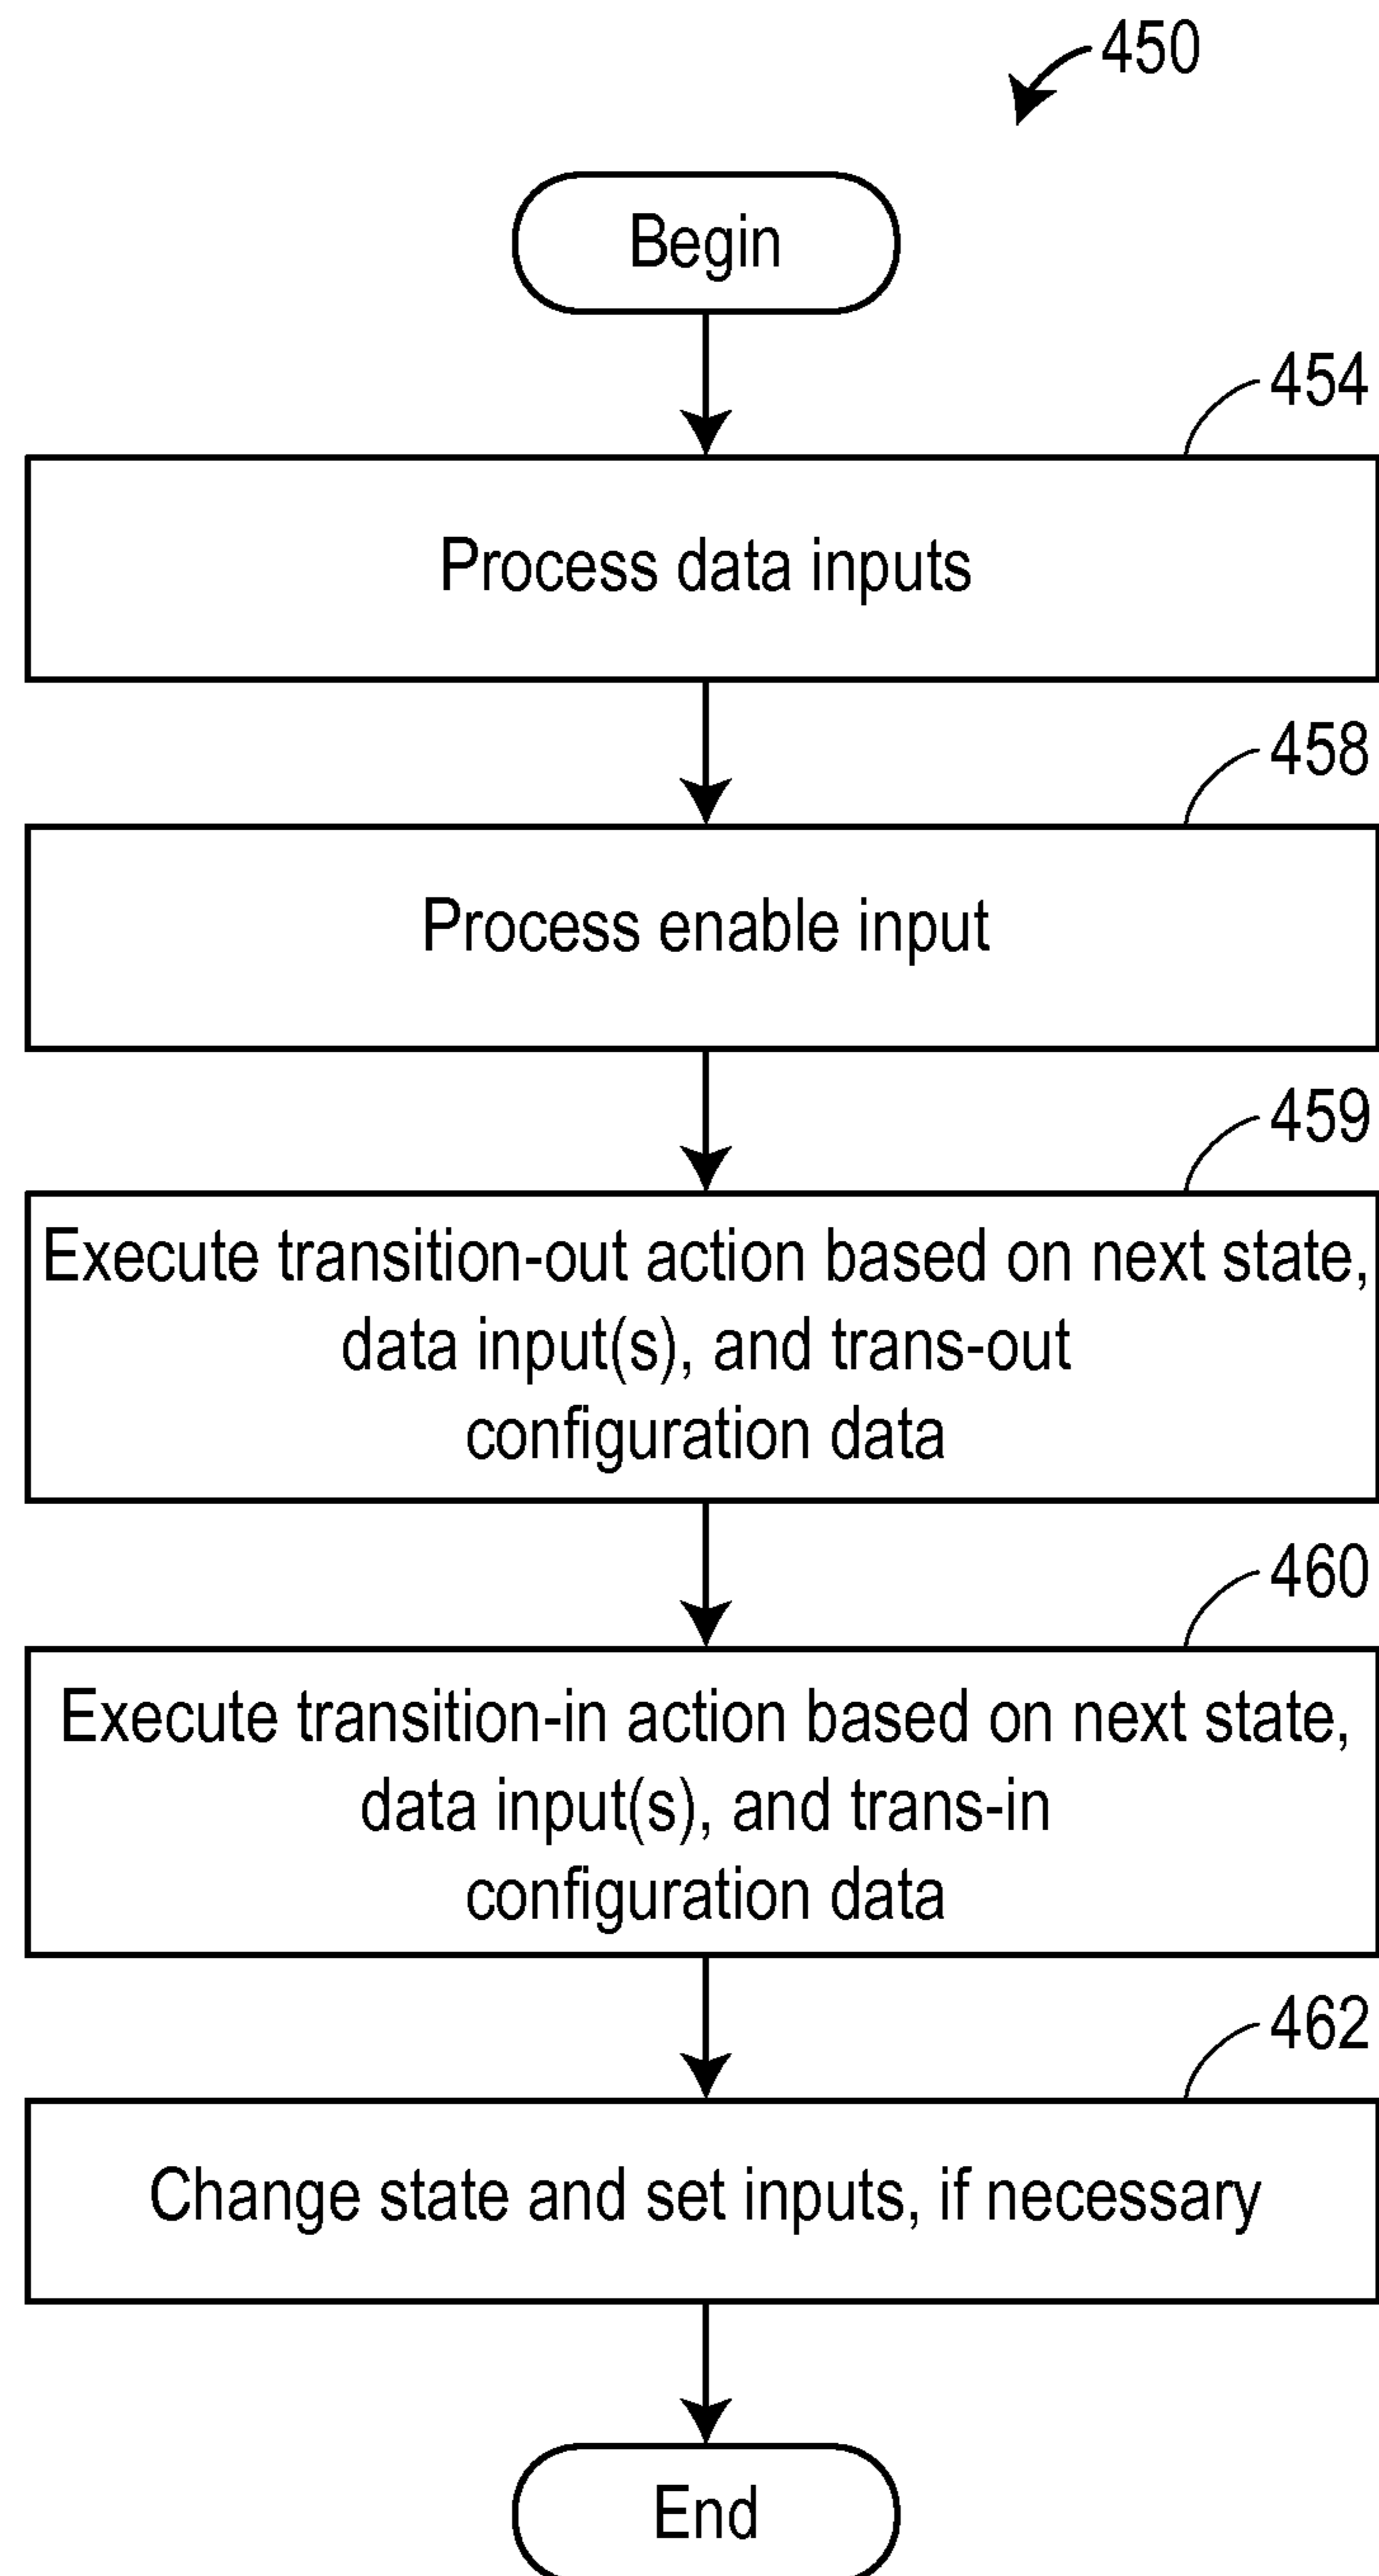 450
Begin
454
Process data inputs
458
Process enable input
459
Execute transition-out action based on next state,
data input(s), and trans-out
configuration data
460
Execute transition-in action based on next state,
data input(s), and trans-in
configuration data
462
Change state and set inputs, if necessary
End